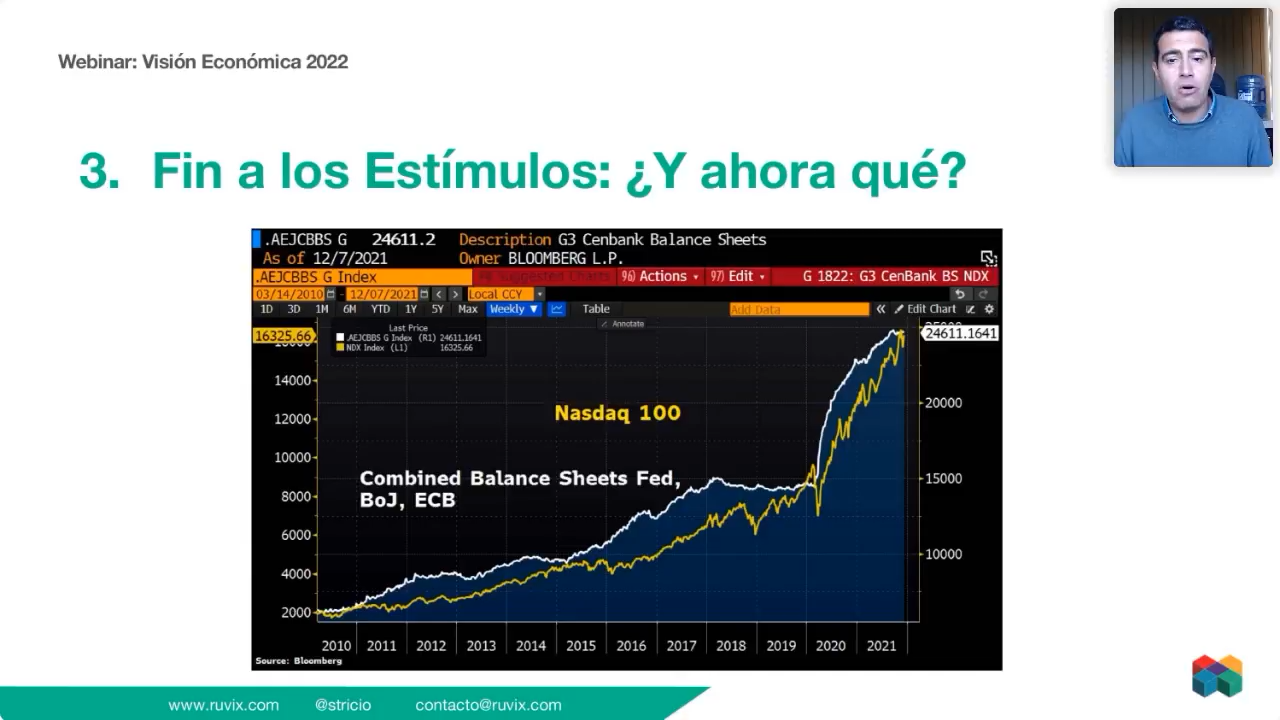 Webinar: Visión Económica 2022
3. Fin a los Estímulos: ¿Y ahora qué?
.AEJCBBS G 24611.2 Description G3 Cenbank Balance Sheets
As of 12/7/2021 Owner BLOOMBERG L.P.
.AEJCBBS G Index 96) Actions 97) Edit G 1822: G3 CenBank BS NDX
03/14/2010 - 12/07/2021 Local CCY
1D 3D 1M 6M YTD 1Y 5Y Max Weekly ▼ Table Add Data « Edit Chart
Annotate
Last Price
.AEJCBBS G Index (R1) 24611.1641
NDX Index (L1) 16325.66
16325.66
24611.1641
14000
12000
10000
8000
6000
4000
2000
20000
15000
10000
Nasdaq 100
Combined Balance Sheets Fed,
BoJ, ECB
2010 2011 2012 2013 2014 2015 2016 2017 2018 2019 2020 2021
Source: Bloomberg
www.ruvix.com @stricio contacto@ruvix.com